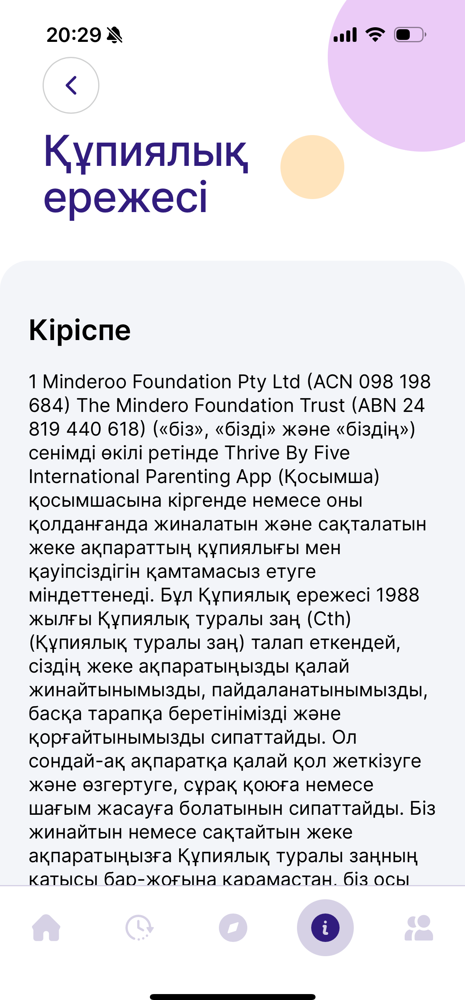 20:29
Құпиялық
ережесі
Кіріспе
1 Minderoo Foundation Pty Ltd (ACN 098 198
684) The Mindero Foundation Trust (ABN 24
819 440 618) («біз», «бізді» және «біздің»)
сенімді өкілі ретінде Thrive By Five
International Parenting App (Қосымша)
қосымшасына кіргенде немесе оны
қолданғанда жиналатын және сақталатын
жеке ақпараттың құпиялығы мен
қауіпсіздігін қамтамасыз етуге
міндеттенеді. Бұл Құпиялық ережесі 1988
жылғы Құпиялық туралы заң (Cth)
(Құпиялық туралы заң) талап еткендей,
сіздің жеке ақпаратыңызды қалай
жинайтынымызды, пайдаланатынымызды,
басқа тарапқа беретінімізді және
қорғайтынымызды сипаттайды. Ол
сондай-ақ ақпаратқа қалай қол жеткізуге
және өзгертуге, сұрақ қоюға немесе
шағым жасауға болатынын сипаттайды. Біз
жинайтын немесе сақтайтын жеке
ақпаратыңызға Құпиялық туралы заңның
қатысы бар-жоғына қарамастан, біз осы